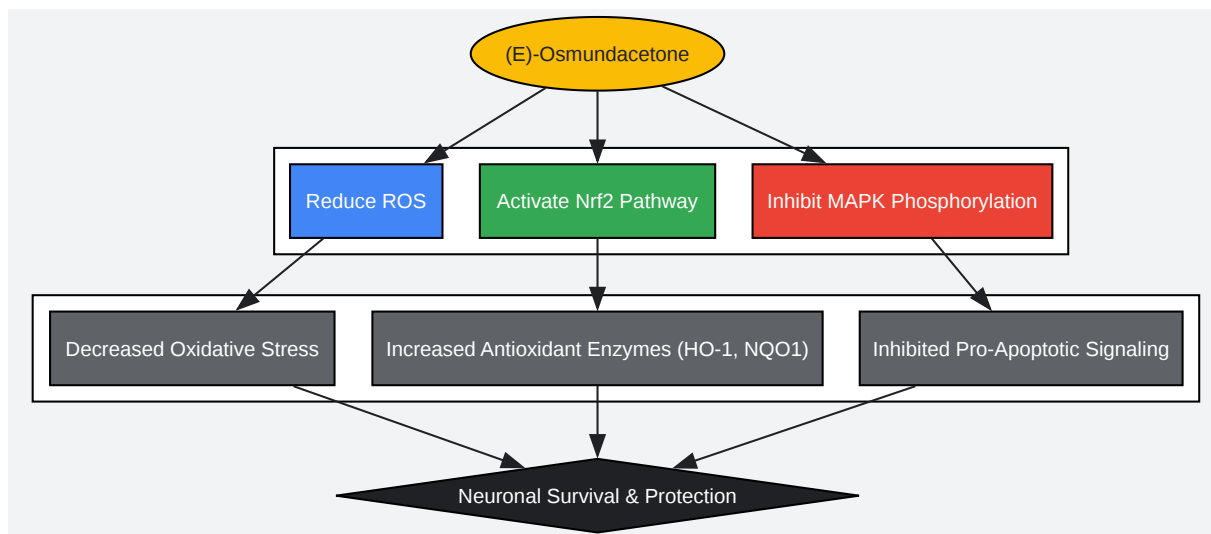 (E)-Osmundacetone
Reduce ROS
Activate Nrf2 Pathway
Inhibit MAPK Phosphorylation
Decreased Oxidative Stress
Increased Antioxidant Enzymes (HO-1, NQO1)
Inhibited Pro-Apoptotic Signaling
Neuronal Survival & Protection